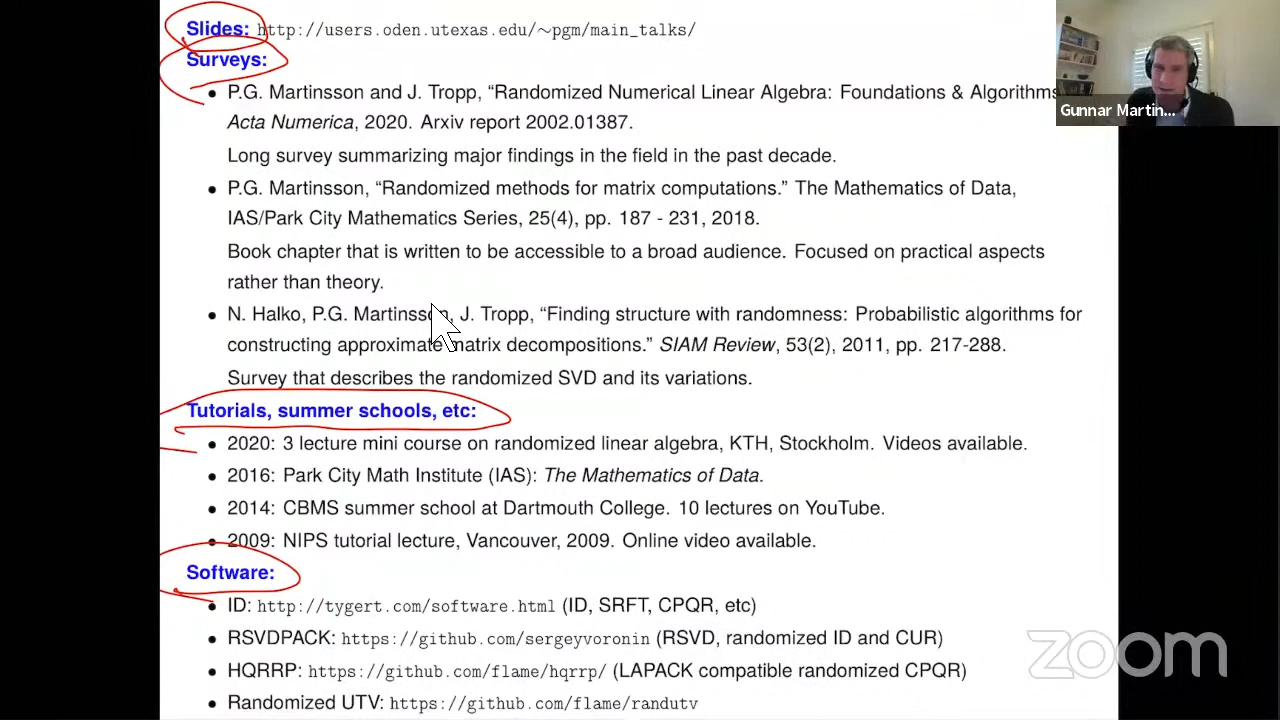 Slides: http://users.oden.utexas.edu/~pgm/main_talks/
Surveys:
• P.G. Martinsson and J. Tropp, “Randomized Numerical Linear Algebra: Foundations & Algorithms
Acta Numerica, 2020. Arxiv report 2002.01387.
Long survey summarizing major findings in the field in the past decade.
• P.G. Martinsson, “Randomized methods for matrix computations.” The Mathematics of Data,
IAS/Park City Mathematics Series, 25(4), pp. 187 - 231, 2018.
Book chapter that is written to be accessible to a broad audience. Focused on practical aspects
rather than theory.
• N. Halko, P.G. Martinsson, J. Tropp, “Finding structure with randomness: Probabilistic algorithms for
constructing approximate matrix decompositions.” SIAM Review, 53(2), 2011, pp. 217-288.
Survey that describes the randomized SVD and its variations.
Tutorials, summer schools, etc:
• 2020: 3 lecture mini course on randomized linear algebra, KTH, Stockholm. Videos available.
• 2016: Park City Math Institute (IAS): The Mathematics of Data.
• 2014: CBMS summer school at Dartmouth College. 10 lectures on YouTube.
• 2009: NIPS tutorial lecture, Vancouver, 2009. Online video available.
Software:
• ID: http://tygert.com/software.html (ID, SRFT, CPQR, etc)
• RSVDPACK: https://github.com/sergeyvoronin (RSVD, randomized ID and CUR)
• HQRRP: https://github.com/flame/hqrrp/ (LAPACK compatible randomized CPQR)
• Randomized UTV: https://github.com/flame/randutv
Gunnar Martin...
zoom